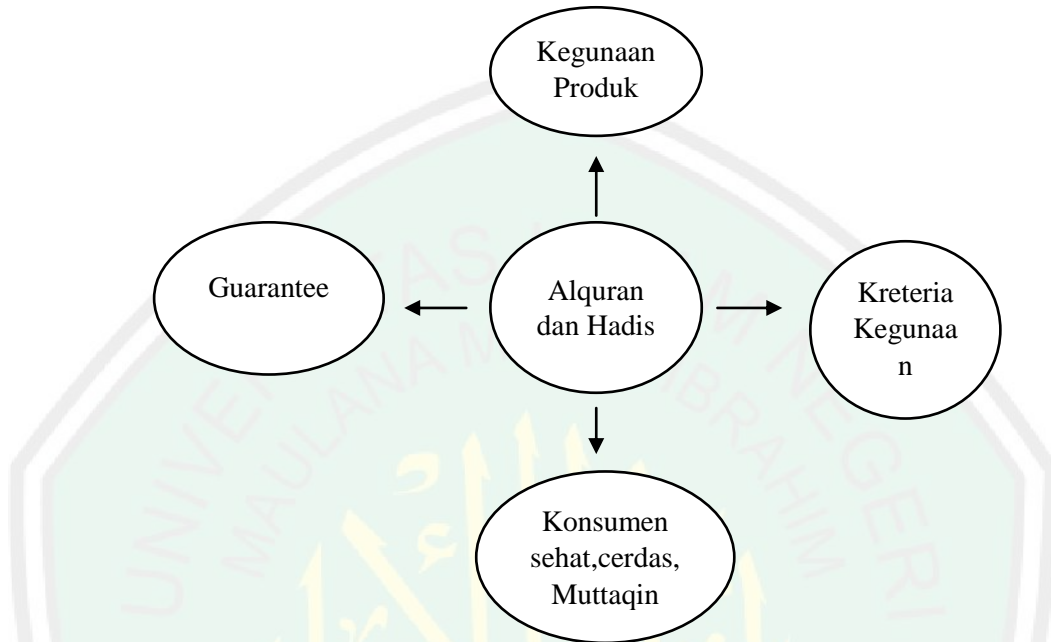 Kegunaan
Produk
Guarantee
Alquran
dan Hadis
Kreteria
Kegunaa
n
Konsumen
sehat,cerdas,
Muttaqin